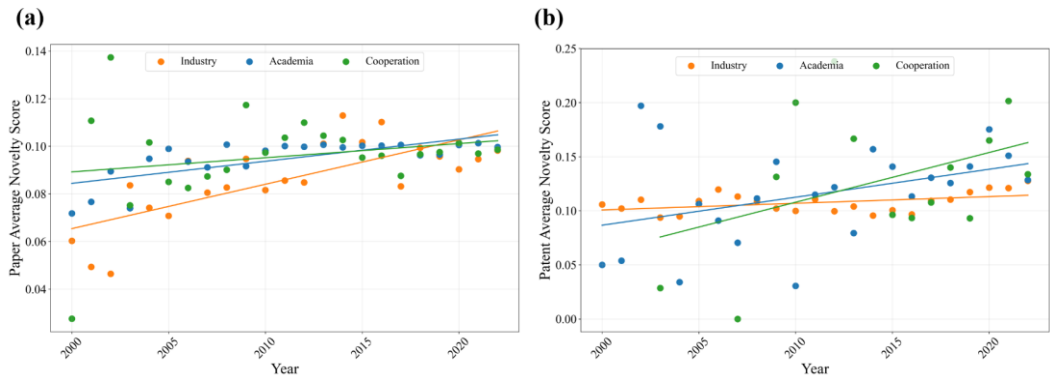 (a)
Industry Academia Cooperation
Paper Average Novelty Score
0.14
0.12
0.10
0.08
0.06
0.04
2000 2005 2010 2015 2020
Year
(b)
Industry Academia Cooperation
Patent Average Novelty Score
0.25
0.20
0.15
0.10
0.05
0.00
2000 2005 2010 2015 2020
Year